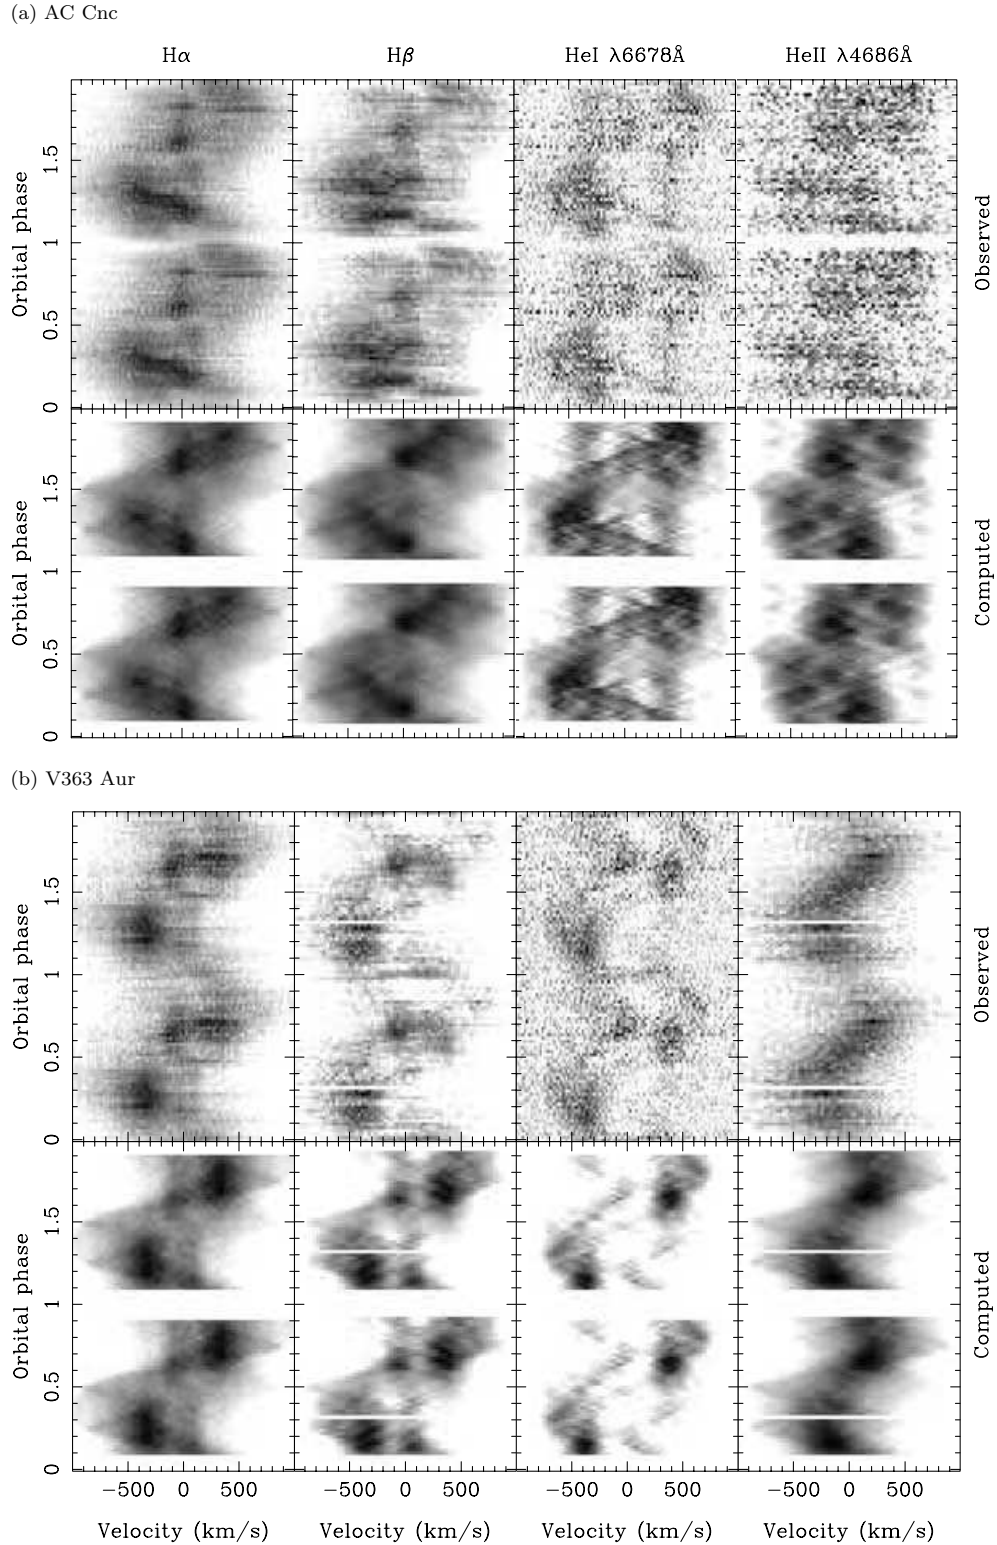 (a) AC Cnc
Hα Hβ HeI λ6678Å HeII λ4686Å
Orbital phase
0 0.5 1 1.5
Observed
Orbital phase
0 0.5 1 1.5
Computed
(b) V363 Aur
Orbital phase
0 0.5 1 1.5
Observed
Orbital phase
0 0.5 1 1.5
Computed
−500 0 500 −500 0 500 −500 0 500 −500 0 500
Velocity (km/s) Velocity (km/s) Velocity (km/s) Velocity (km/s)